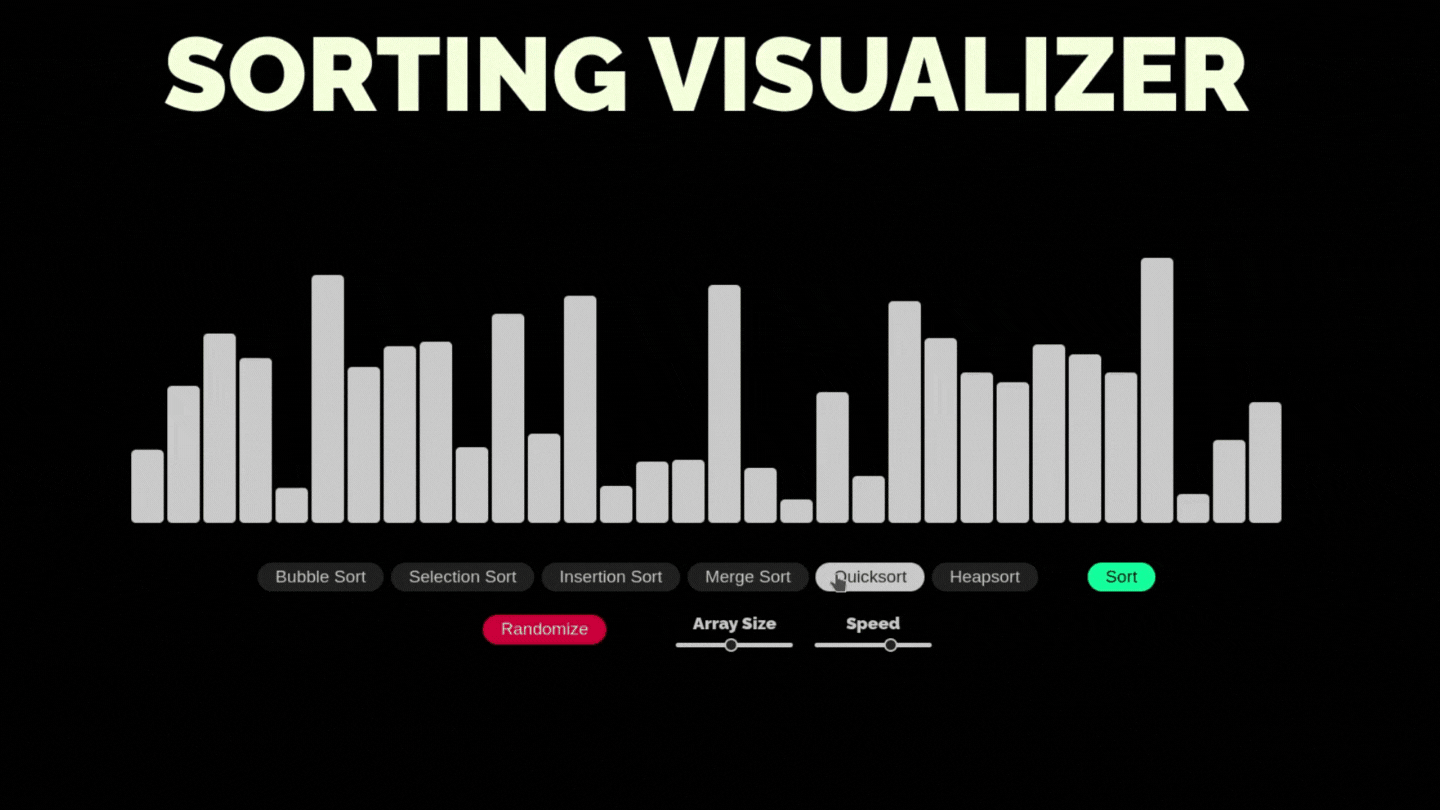 SORTING VISUALIZER
Bubble Sort Selection Sort Insertion Sort Merge Sort Quicksort Heapsort Sort
Randomize Array Size Speed